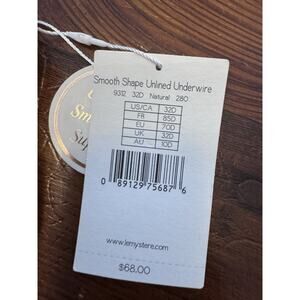 Smooth Shape Unlined Underwire
9312 32D Natural 280
US/CA 32D
FR 85D
EU 70D
UK 32D
AU 10D
0 89129 75687 6
www.lemystere.com
$68.00